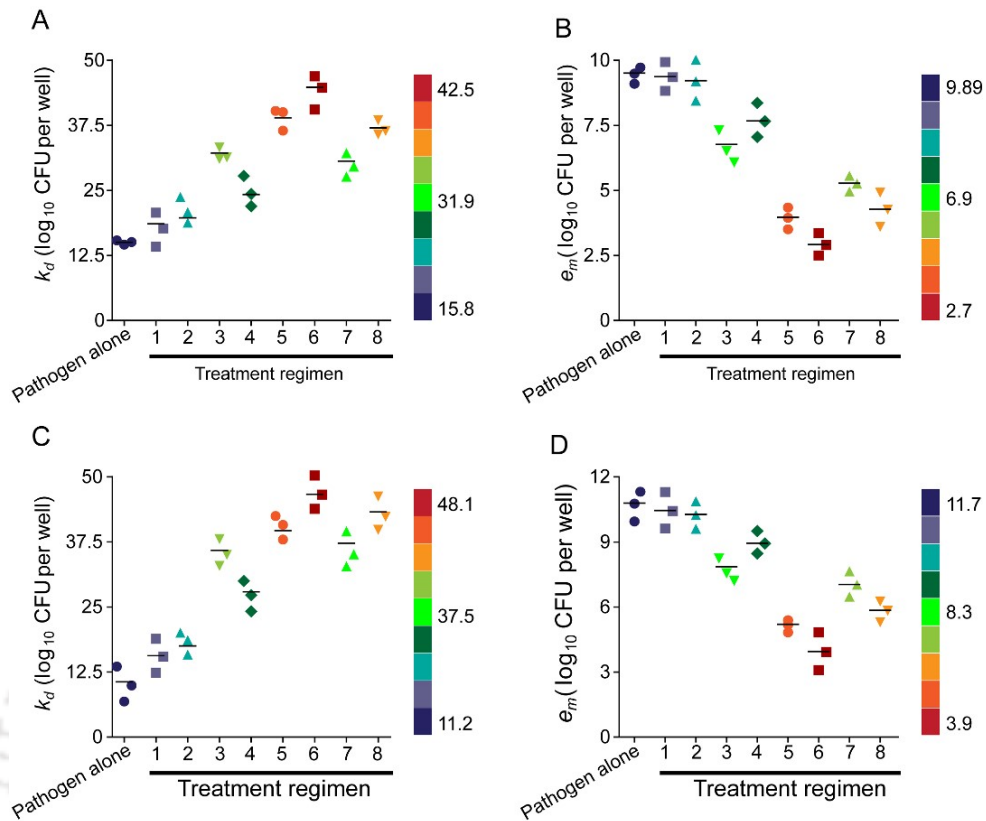 A
k_d (log₁₀ CFU per well)
50
37.5
25
12.5
0
Pathogen alone
1 2 3 4 5 6 7 8
Treatment regimen
42.5
31.9
15.8
B
e_m(log₁₀ CFU per well)
10
7.5
5
2.5
0
Pathogen alone
1 2 3 4 5 6 7 8
Treatment regimen
9.89
6.9
2.7
C
k_d (log₁₀ CFU per well)
50
37.5
25
12.5
0
Pathogen alone
1 2 3 4 5 6 7 8
Treatment regimen
48.1
37.5
11.2
D
e_m(log₁₀ CFU per well)
12
9
6
3
0
Pathogen alone
1 2 3 4 5 6 7 8
Treatment regimen
11.7
8.3
3.9